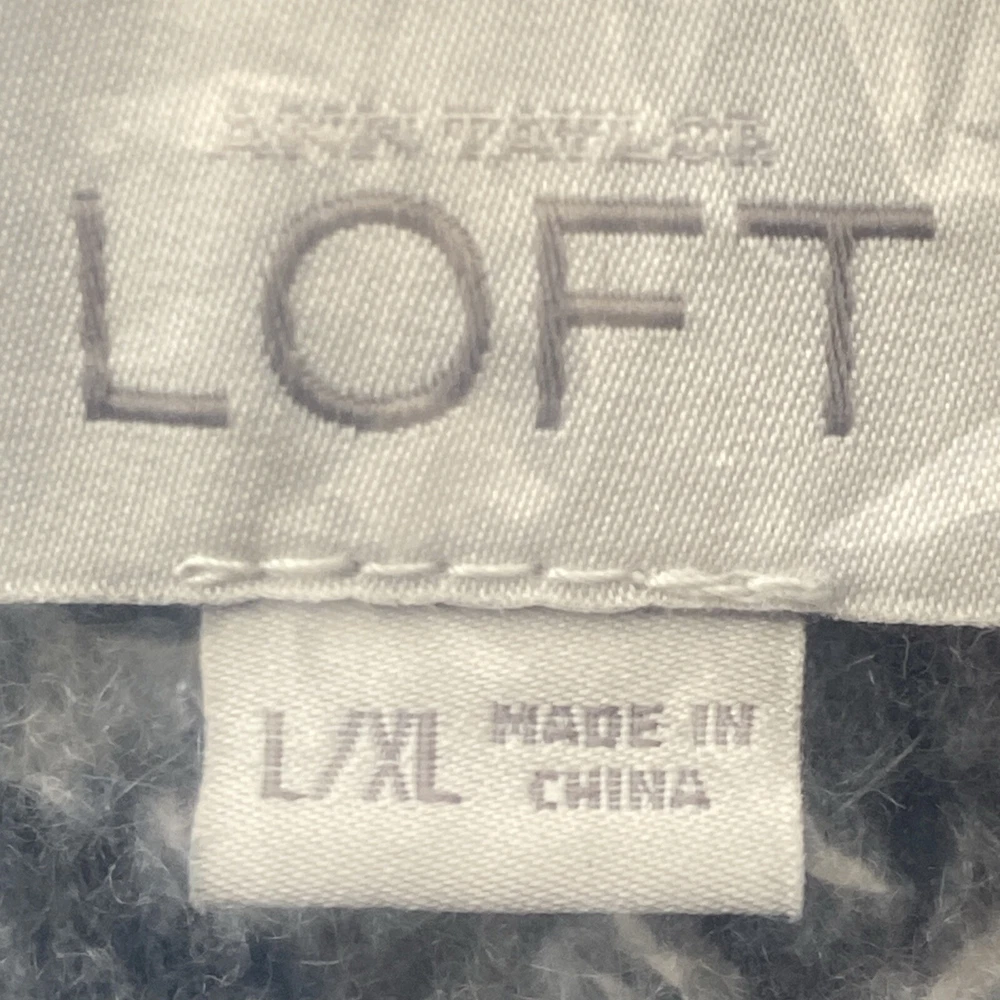 ANN TAYLOR
LOFT
L/XL
MADE IN
CHINA